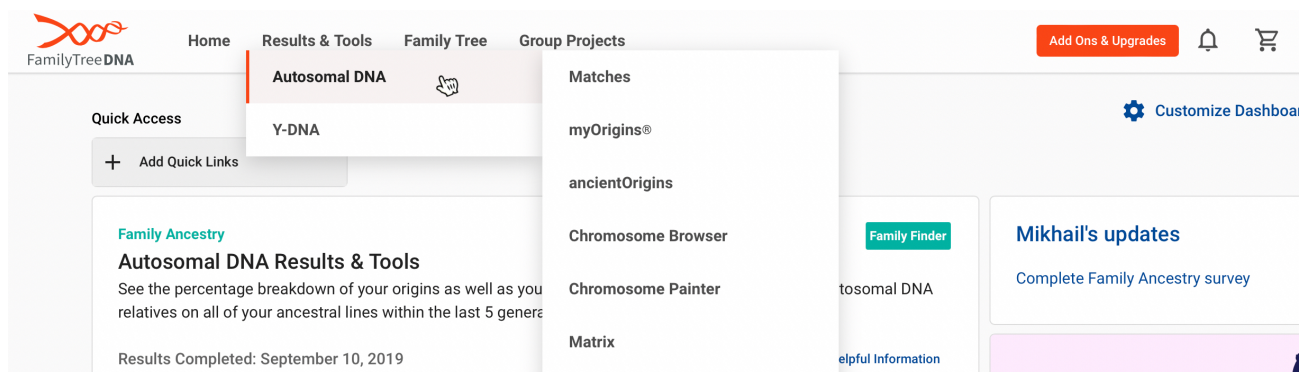 FamilyTreeDNA
Home Results & Tools Family Tree Group Projects Add Ons & Upgrades
Autosomal DNA
Y-DNA
Matches
myOrigins®
ancientOrigins
Chromosome Browser
Chromosome Painter
Matrix
Customize Dashboar
Quick Access
+ Add Quick Links
Family Ancestry
Family Finder
Autosomal DNA Results & Tools
See the percentage breakdown of your origins as well as you tosomal DNA
relatives on all of your ancestral lines within the last 5 genera
Results Completed: September 10, 2019
elpful Information
Mikhail's updates
Complete Family Ancestry survey